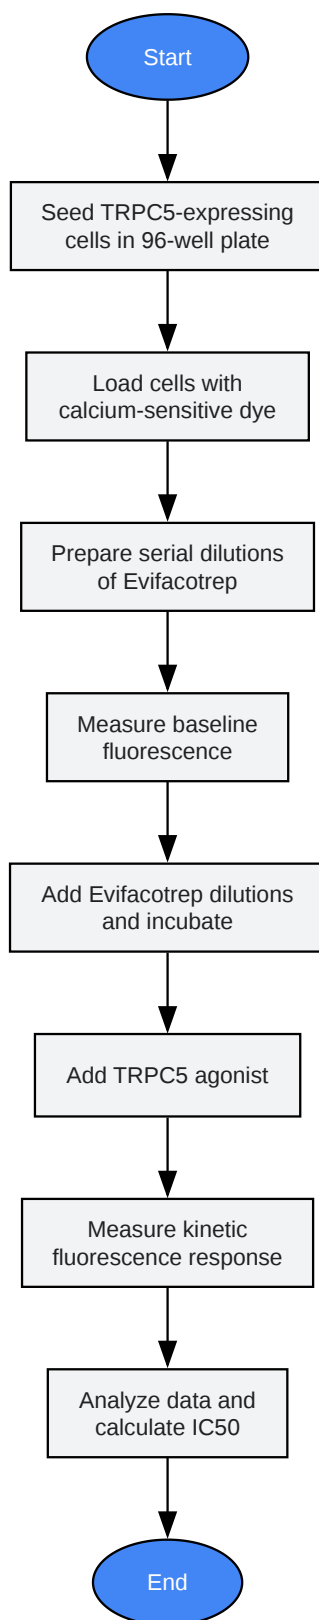 Start
Seed TRPC5-expressing
cells in 96-well plate
Load cells with
calcium-sensitive dye
Prepare serial dilutions
of Evifacotrep
Measure baseline
fluorescence
Add Evifacotrep dilutions
and incubate
Add TRPC5 agonist
Measure kinetic
fluorescence response
Analyze data and
calculate IC50
End